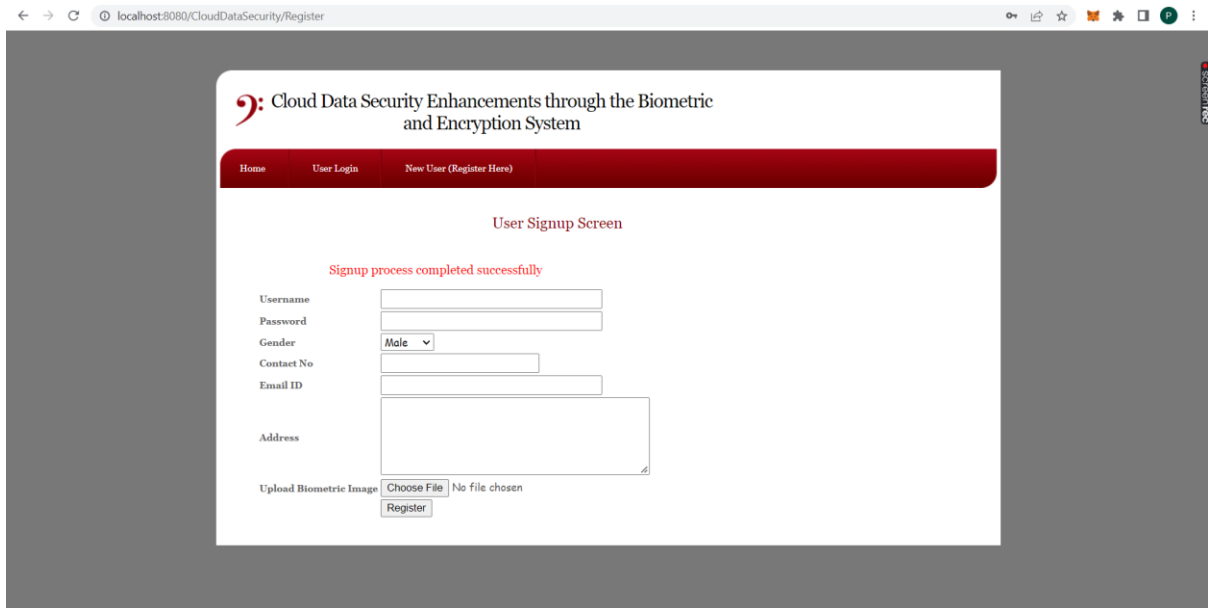 localhost:8080/CloudDataSecurity/Register
P
screenrec
Cloud Data Security Enhancements through the Biometric
and Encryption System
Home User Login New User (Register Here)
User Signup Screen
Signup process completed successfully
Username
Password
Gender Male
Contact No
Email ID
Address
Upload Biometric Image Choose File No file chosen
Register